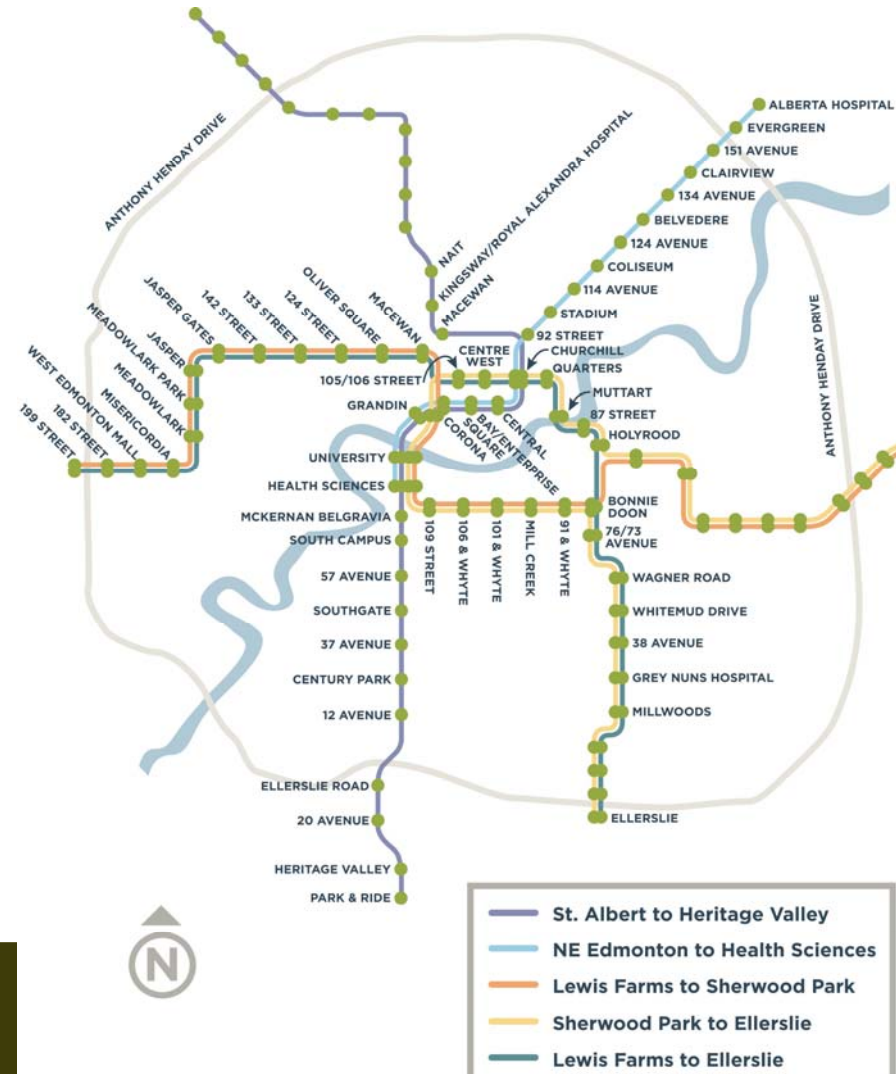 ANTHONY HENDAY DRIVE
ALBERTA HOSPITAL
EVERGREEN
151 AVENUE
CLAIRVIEW
134 AVENUE
BELVEDERE
124 AVENUE
COLISEUM
114 AVENUE
STADIUM
92 STREET
CHURCHILL
QUARTERS
MUTTART
87 STREET
HOLYROOD
ANTHONY HENDAY DRIVE
NAIT
KINGSWAY/ROYAL ALEXANDRA HOSPITAL
MACEWAN
MACEWAN
OLIVER SQUARE
124 STREET
133 STREET
142 STREET
JASPER GATES
JASPER
MEADOWLARK PARK
MEADOWLARK
MISERICORDIA
WEST EDMONTON MALL
182 STREET
199 STREET
CENTRE
WEST
105/106 STREET
GRANDIN
CORONA
BAY/ENTERPRISE
SQUARE
CENTRAL
UNIVERSITY
HEALTH SCIENCES
MCKERNAN BELGRAVIA
SOUTH CAMPUS
57 AVENUE
SOUTHGATE
37 AVENUE
CENTURY PARK
12 AVENUE
ELLERSLIE ROAD
20 AVENUE
HERITAGE VALLEY
PARK & RIDE
109 STREET
106 & WHYTE
101 & WHYTE
MILL CREEK
91 & WHYTE
BONNIE
DOON
76/73
AVENUE
WAGNER ROAD
WHITEMUD DRIVE
38 AVENUE
GREY NUNS HOSPITAL
MILLWOODS
ELLERSLIE
N
St. Albert to Heritage Valley
NE Edmonton to Health Sciences
Lewis Farms to Sherwood Park
Sherwood Park to Ellerslie
Lewis Farms to Ellerslie